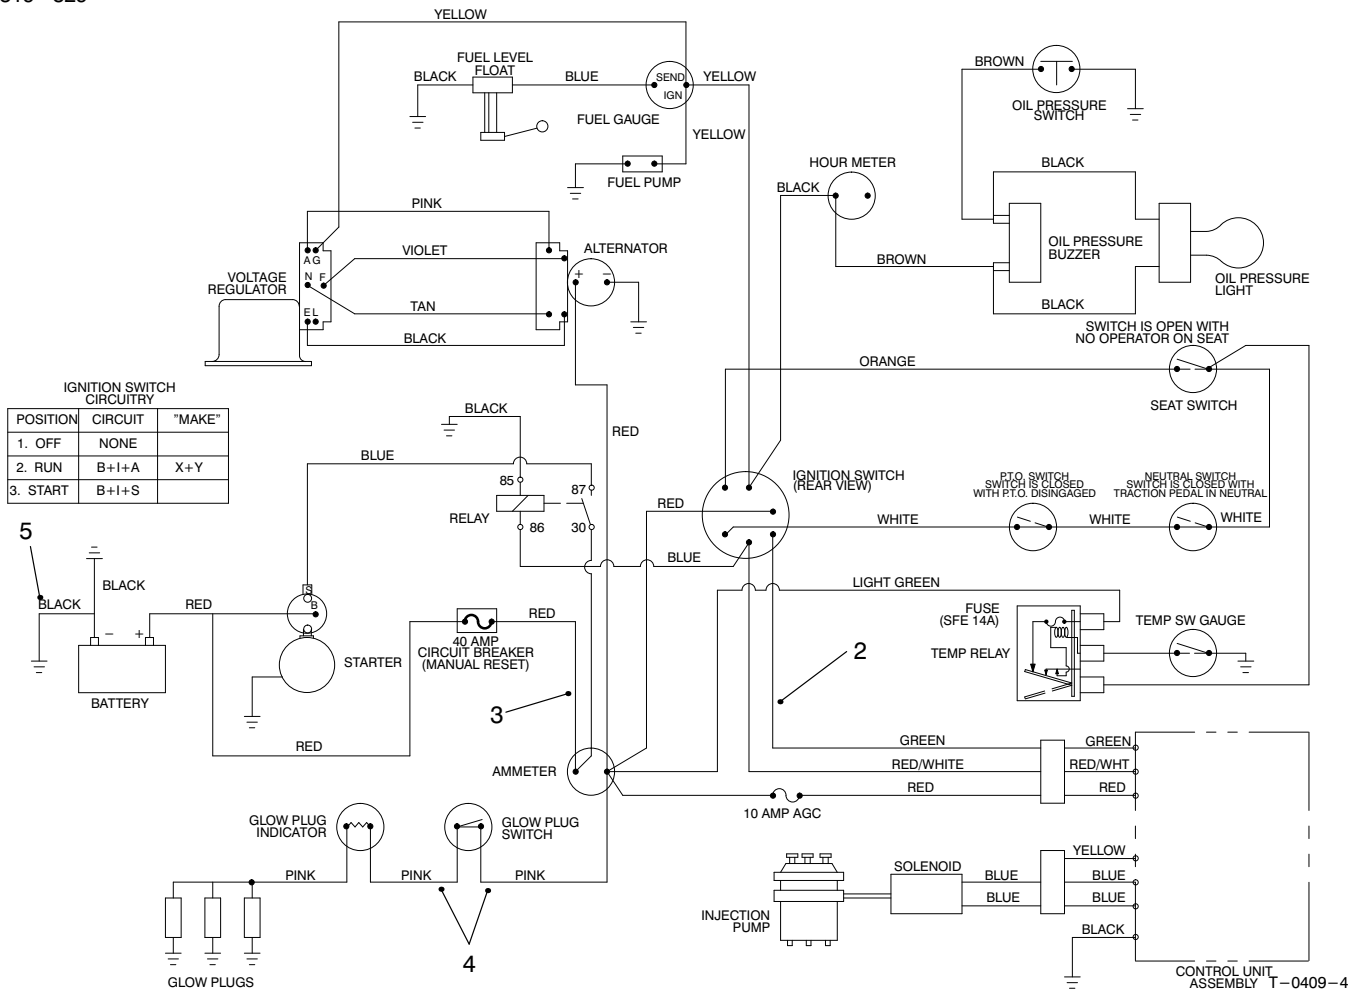 YELLOW
FUEL LEVEL
FLOAT
BLACK
BLUE
SEND
IGN
YELLOW
FUEL GAUGE
YELLOW
FUEL PUMP
BROWN
OIL PRESSURE
SWITCH
HOUR METER
BLACK
BLACK
PINK
VIOLET
ALTERNATOR
A G
N F
E L
+ −
VOLTAGE
REGULATOR
TAN
BLACK
BROWN
OIL PRESSURE
BUZZER
OIL PRESSURE
LIGHT
BLACK
SWITCH IS OPEN WITH
NO OPERATOR ON SEAT
ORANGE
SEAT SWITCH
IGNITION SWITCH
CIRCUITRY
POSITION CIRCUIT "MAKE"
1. OFF NONE
2. RUN B+I+A X+Y
3. START B+I+S
BLACK
RED
BLUE
85
87
RELAY
86
30
RED
IGNITION SWITCH
(REAR VIEW)
P.T.O. SWITCH
SWITCH IS CLOSED
WITH P.T.O. DISINGAGED
NEUTRAL SWITCH
SWITCH IS CLOSED WITH
TRACTION PEDAL IN NEUTRAL
WHITE
WHITE
WHITE
BLUE
5
BLACK
BLACK
RED
− +
BATTERY
S
B
STARTER
RED
40 AMP
CIRCUIT BREAKER
(MANUAL RESET)
RED
LIGHT GREEN
FUSE
(SFE 14A)
TEMP RELAY
TEMP SW GAUGE
2
3
AMMETER
GREEN
RED/WHITE
RED
10 AMP AGC
GREEN
RED/WHT
RED
GLOW PLUG
INDICATOR
GLOW PLUG
SWITCH
PINK
PINK
PINK
4
GLOW PLUGS
INJECTION
PUMP
SOLENOID
BLUE
BLUE
YELLOW
BLUE
BLUE
BLACK
CONTROL UNIT
ASSEMBLY
T−0409−4